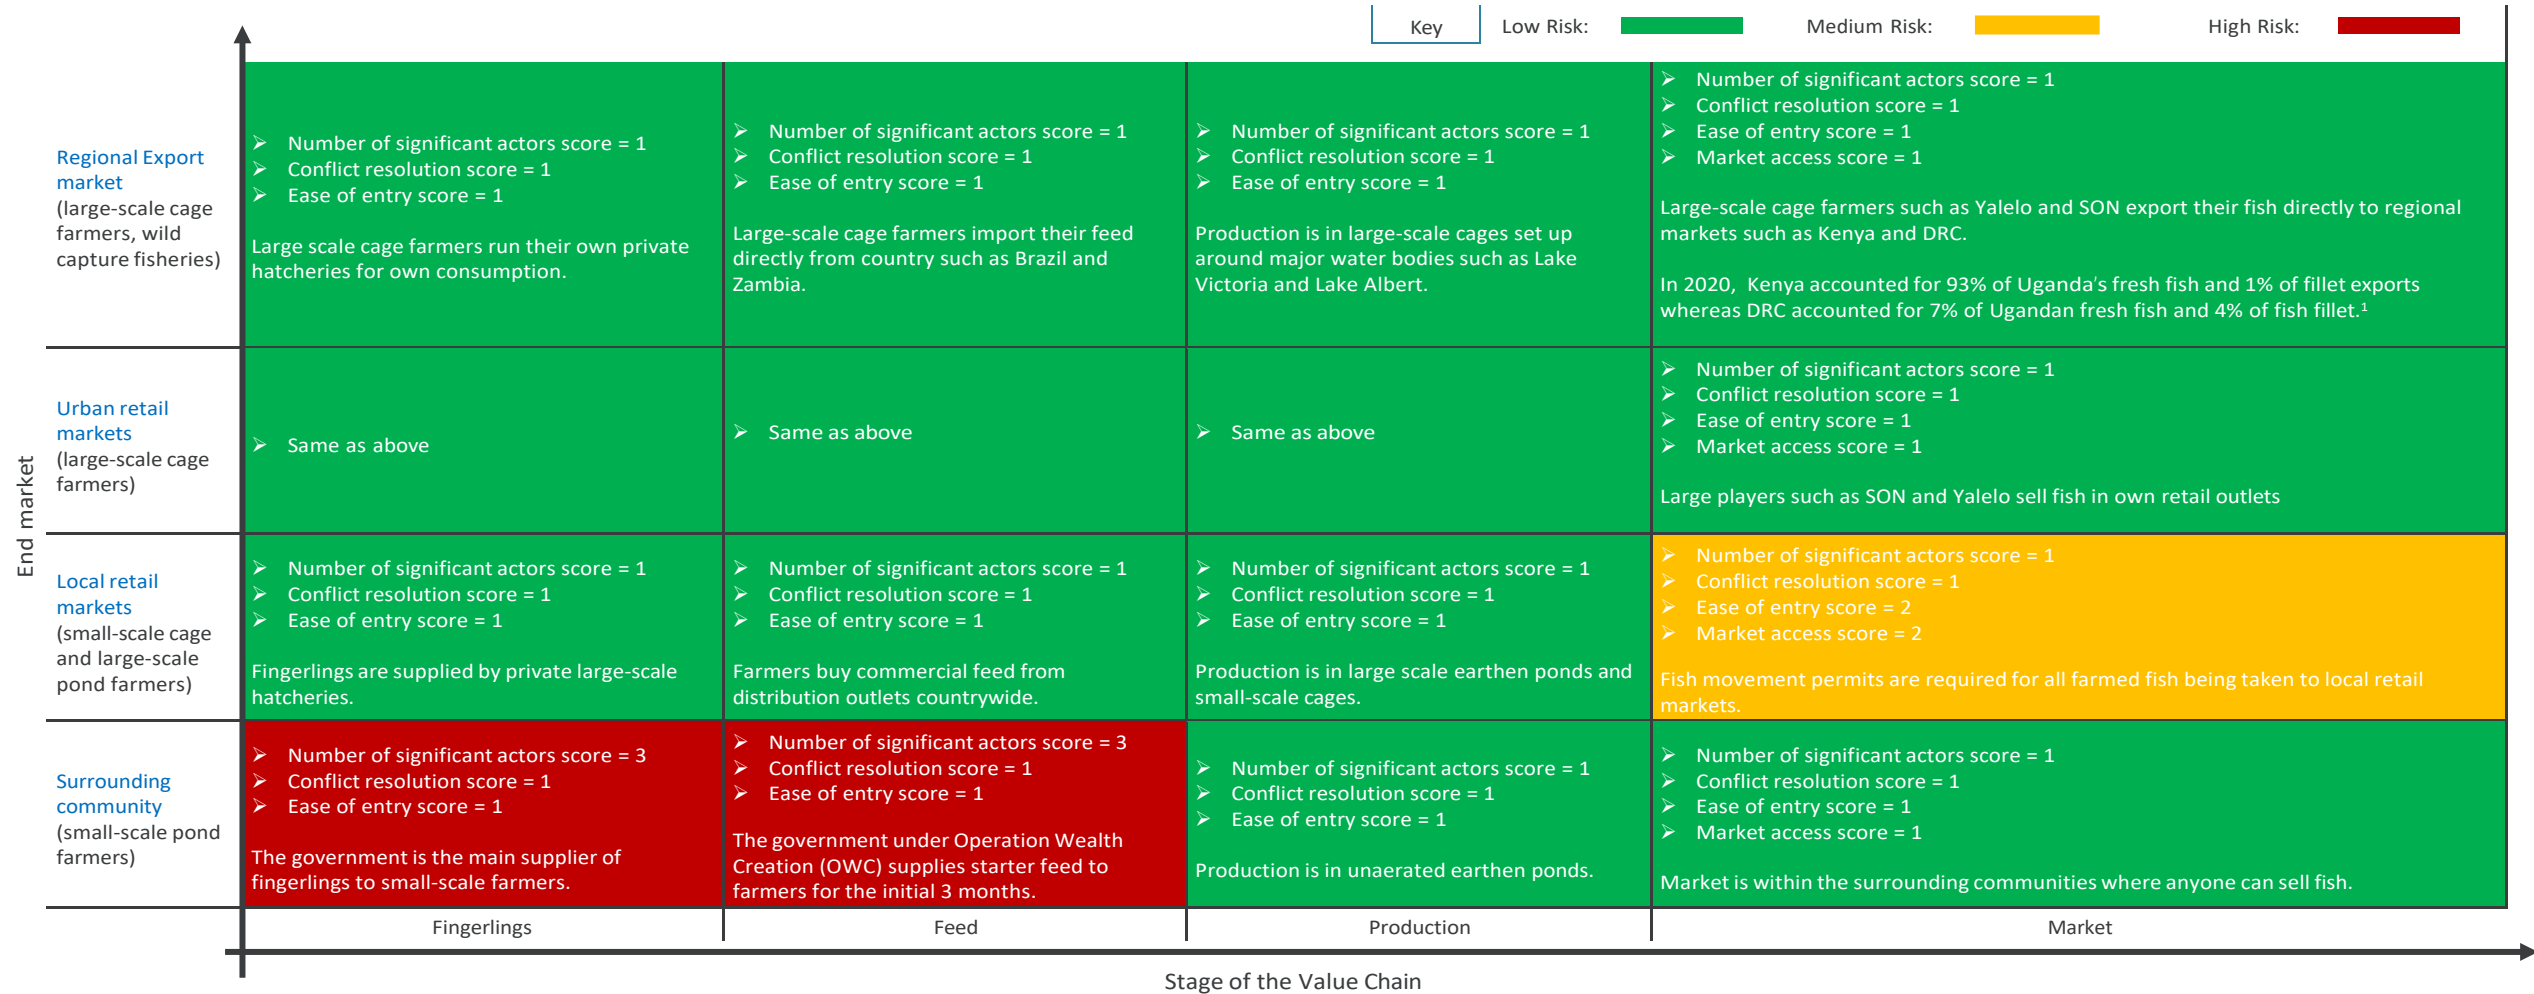 Key
Low Risk:
Medium Risk:
High Risk:
End market
Regional Export
market
(large-scale cage
farmers, wild
capture fisheries)
➢ Number of significant actors score = 1
➢ Conflict resolution score = 1
➢ Ease of entry score = 1
Large scale cage farmers run their own private
hatcheries for own consumption.
➢ Number of significant actors score = 1
➢ Conflict resolution score = 1
➢ Ease of entry score = 1
Large-scale cage farmers import their feed
directly from country such as Brazil and
Zambia.
➢ Number of significant actors score = 1
➢ Conflict resolution score = 1
➢ Ease of entry score = 1
Production is in large-scale cages set up
around major water bodies such as Lake
Victoria and Lake Albert.
➢ Number of significant actors score = 1
➢ Conflict resolution score = 1
➢ Ease of entry score = 1
➢ Market access score = 1
Large-scale cage farmers such as Yalelo and SON export their fish directly to regional
markets such as Kenya and DRC.
In 2020, Kenya accounted for 93% of Uganda's fresh fish and 1% of fillet exports
whereas DRC accounted for 7% of Ugandan fresh fish and 4% of fish fillet.¹
Urban retail
markets
(large-scale cage
farmers)
➢ Same as above
➢ Same as above
➢ Same as above
➢ Number of significant actors score = 1
➢ Conflict resolution score = 1
➢ Ease of entry score = 1
➢ Market access score = 1
Large players such as SON and Yalelo sell fish in own retail outlets
Local retail
markets
(small-scale cage
and large-scale
pond farmers)
➢ Number of significant actors score = 1
➢ Conflict resolution score = 1
➢ Ease of entry score = 1
Fingerlings are supplied by private large-scale
hatcheries.
➢ Number of significant actors score = 1
➢ Conflict resolution score = 1
➢ Ease of entry score = 1
Farmers buy commercial feed from
distribution outlets countrywide.
➢ Number of significant actors score = 1
➢ Conflict resolution score = 1
➢ Ease of entry score = 1
Production is in large scale earthen ponds and
small-scale cages.
➢ Number of significant actors score = 1
➢ Conflict resolution score = 1
➢ Ease of entry score = 2
➢ Market access score = 2
Fish movement permits are required for all farmed fish being taken to local retail
markets.
Surrounding
community
(small-scale pond
farmers)
➢ Number of significant actors score = 3
➢ Conflict resolution score = 1
➢ Ease of entry score = 1
The government is the main supplier of
fingerlings to small-scale farmers.
➢ Number of significant actors score = 3
➢ Conflict resolution score = 1
➢ Ease of entry score = 1
The government under Operation Wealth
Creation (OWC) supplies starter feed to
farmers for the initial 3 months.
➢ Number of significant actors score = 1
➢ Conflict resolution score = 1
➢ Ease of entry score = 1
Production is in unaerated earthen ponds.
➢ Number of significant actors score = 1
➢ Conflict resolution score = 1
➢ Ease of entry score = 1
➢ Market access score = 1
Market is within the surrounding communities where anyone can sell fish.
Fingerlings
Feed
Production
Market
Stage of the Value Chain